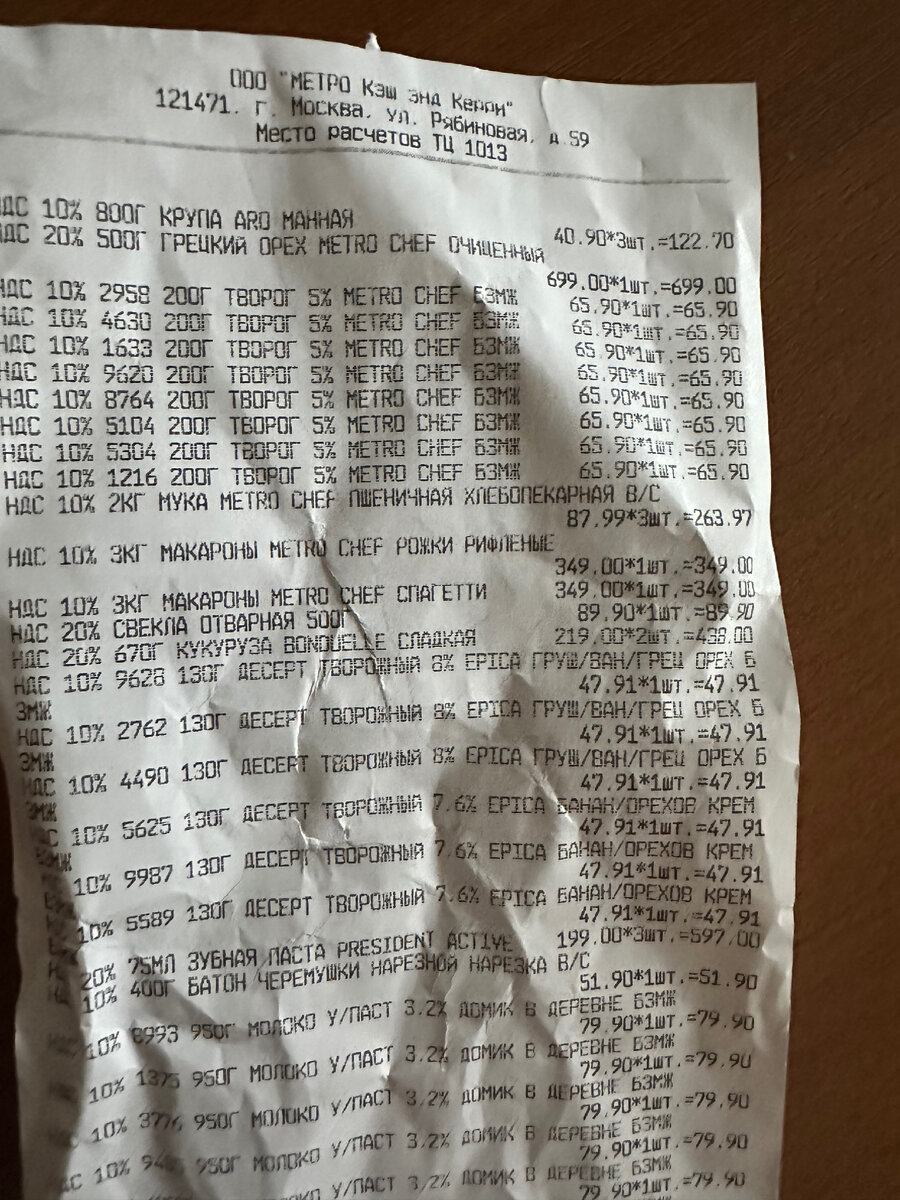 ООО "МЕТРО Кэш энд Керри"
121471. г. Москва, ул. Рябиновая, д.59
Место расчетов ТЦ 1013
НДС 10% 800Г КРУПА ARO МАННАЯ
40.90*3шт.=122.70
НДС 20% 500Г ГРЕЦКИЙ ОРЕХ METRO CHEF ОЧИЩЕННЫЙ
699.00*1шт.=699.00
НДС 10% 2958 200Г ТВОРОГ 5% METRO CHEF БЗМЖ
65.90*1шт.=65.90
НДС 10% 4630 200Г ТВОРОГ 5% METRO CHEF БЗМЖ
65.90*1шт.=65.90
НДС 10% 1633 200Г ТВОРОГ 5% METRO CHEF БЗМЖ
65.90*1шт.=65.90
НДС 10% 9620 200Г ТВОРОГ 5% METRO CHEF БЗМЖ
65.90*1шт.=65.90
НДС 10% 8764 200Г ТВОРОГ 5% METRO CHEF БЗМЖ
65.90*1шт.=65.90
НДС 10% 5104 200Г ТВОРОГ 5% METRO CHEF БЗМЖ
65.90*1шт.=65.90
НДС 10% 5304 200Г ТВОРОГ 5% METRO CHEF БЗМЖ
65.90*1шт.=65.90
НДС 10% 1216 200Г ТВОРОГ 5% METRO CHEF БЗМЖ
65.90*1шт.=65.90
НДС 10% 2КГ МУКА METRO CHEF ПШЕНИЧНАЯ ХЛЕБОПЕКАРНАЯ В/С
87.99*3шт.=263.97
НДС 10% 3КГ МАКАРОНЫ METRO CHEF РОЖКИ РИФЛЕНЫЕ
349.00*1шт.=349.00
НДС 10% 3КГ МАКАРОНЫ METRO CHEF СПАГЕТТИ
349.00*1шт.=349.00
НДС 20% СВЕКЛА ОТВАРНАЯ 500Г
89.90*1шт.=89.90
НДС 20% 670Г КУКУРУЗА BONDUELLE СЛАДКАЯ
219.00*2шт.=438.00
НДС 10% 9628 130Г ДЕСЕРТ ТВОРОЖНЫЙ 8% EPICA ГРУШ/ВАН/ГРЕЦ ОРЕХ Б
ЗМЖ
47.91*1шт.=47.91
НДС 10% 2762 130Г ДЕСЕРТ ТВОРОЖНЫЙ 8% EPICA ГРУШ/ВАН/ГРЕЦ ОРЕХ Б
ЗМЖ
47.91*1шт.=47.91
НДС 10% 4490 130Г ДЕСЕРТ ТВОРОЖНЫЙ 8% EPICA ГРУШ/ВАН/ГРЕЦ ОРЕХ Б
ЗМЖ
47.91*1шт.=47.91
10% 5625 130Г ДЕСЕРТ ТВОРОЖНЫЙ 7.6% EPICA БАНАН/ОРЕХОВ КРЕМ
БЗМЖ
47.91*1шт.=47.91
10% 9987 130Г ДЕСЕРТ ТВОРОЖНЫЙ 7.6% EPICA БАНАН/ОРЕХОВ КРЕМ
47.91*1шт.=47.91
10% 5589 130Г ДЕСЕРТ ТВОРОЖНЫЙ 7.6% EPICA БАНАН/ОРЕХОВ КРЕМ
47.91*1шт.=47.91
20% 75МЛ ЗУБНАЯ ПАСТА PRESIDENT ACTIVE
199.00*3шт.=597.00
10% 400Г БАТОН ЧЕРЕМУШКИ НАРЕЗНОЙ НАРЕЗКА В/С
51.90*1шт.=51.90
10% 8993 950Г МОЛОКО У/ПАСТ 3.2% ДОМИК В ДЕРЕВНЕ БЗМЖ
79.90*1шт.=79.90
10% 1375 950Г МОЛОКО У/ПАСТ 3.2% ДОМИК В ДЕРЕВНЕ БЗМЖ
79.90*1шт.=79.90
10% 3776 950Г МОЛОКО У/ПАСТ 3.2% ДОМИК В ДЕРЕВНЕ БЗМЖ
79.90*1шт.=79.90
10% 950Г МОЛОКО У/ПАСТ 3.2% ДОМИК В ДЕРЕВНЕ БЗМЖ
79.90*1шт.=79.90
МОЛОКО У/ПАСТ 3.2% ДОМИК В ДЕРЕВНЕ БЗМЖ
79.90*1шт.=79.90